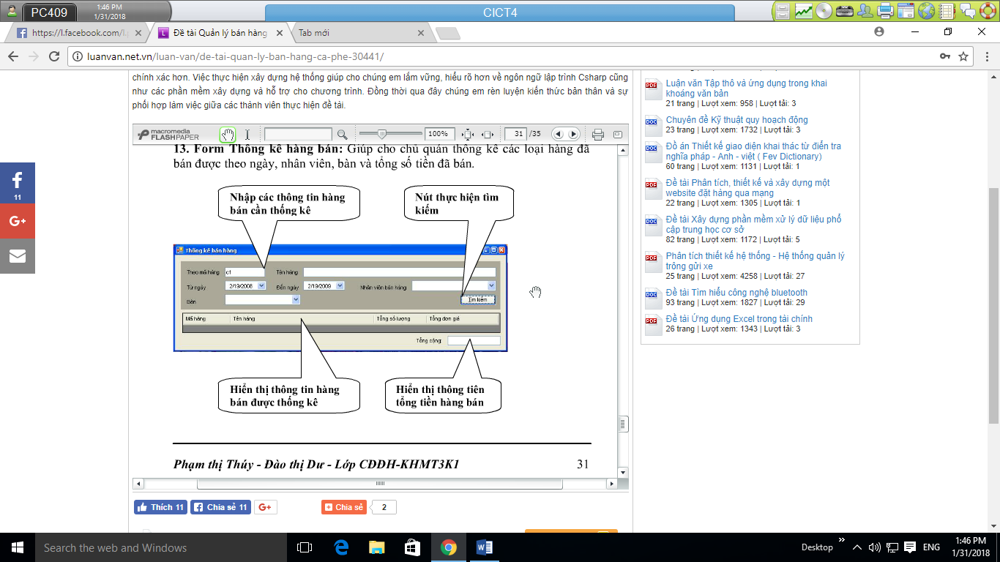 PC409
1:46 PM
1/31/2018
CICT4
https://l.facebook.com/l.p
Đề tài Quản lý bán hàng
Tab mới
luanvan.net.vn/luan-van/de-tai-quan-ly-ban-hang-ca-phe-30441/
chính xác hơn. Việc thực hiện xây dựng hệ thống giúp cho chúng em lắm vững, hiểu rõ hơn về ngôn ngữ lập trình Csharp cũng
như các phần mềm xây dựng và hỗ trợ cho chương trình. Đồng thời qua đây chúng em rèn luyện kiến thức bản thân và sự
phối hợp làm việc giữa các thành viên thực hiện đề tài.
macromedia
FLASHPAPER
100%
31 /35
13. Form Thống kê hàng bán: Giúp cho chủ quán thống kê các loại hàng đã
bán được theo ngày, nhân viên, bàn và tổng số tiền đã bán.
Nhập các thông tin hàng
bán cần thống kê
Nút thực hiện tìm
kiếm
Thống kê bán hàng
Theo mã hàng
cf
Tên hàng
Từ ngày
2/19/2008
Đến ngày
2/19/2009
Nhân viên bán hàng
Bàn
Tìm kiếm
Mã hàng
Tên hàng
Tổng số lượng
Tổng đơn giá
Tổng cộng
Hiển thị thông tin hàng
bán được thống kê
Hiển thị thông tiên
tổng tiền hàng bán
Phạm thị Thúy - Đào thị Dư - Lớp CĐĐH-KHMT3K1
31
Thích 11
Chia sẻ 11
G+
Chia sẻ
2
f
11
G+
Luận văn Tập thô và ứng dụng trong khai
khoáng văn bản
21 trang | Lượt xem: 958 | Lượt tải: 3
Chuyên đề Kỹ thuật quy hoạch động
23 trang | Lượt xem: 1732 | Lượt tải: 3
Đồ án Thiết kế giao diện khai thác từ điển tra
nghĩa pháp - Anh - việt ( Fev Dictionary)
60 trang | Lượt xem: 1131 | Lượt tải: 1
Đề tài Phân tích, thiết kế và xây dựng một
website đặt hàng qua mạng
22 trang | Lượt xem: 1305 | Lượt tải: 1
Đề tài Xây dựng phần mềm xử lý dữ liệu phổ
cập trung học cơ sở
82 trang | Lượt xem: 1172 | Lượt tải: 5
Phân tích thiết kế hệ thống - Hệ thống quản lý
trông gửi xe
25 trang | Lượt xem: 4258 | Lượt tải: 27
Đề tài Tìm hiểu công nghệ bluetooth
93 trang | Lượt xem: 1827 | Lượt tải: 29
Đề tài Ứng dụng Excel trong tài chính
26 trang | Lượt xem: 1343 | Lượt tải: 3
PDF
DOC
DOC
PDF
DOC
PDF
DOC
PDF
Search the web and Windows
Desktop
ENG
1:46 PM
1/31/2018